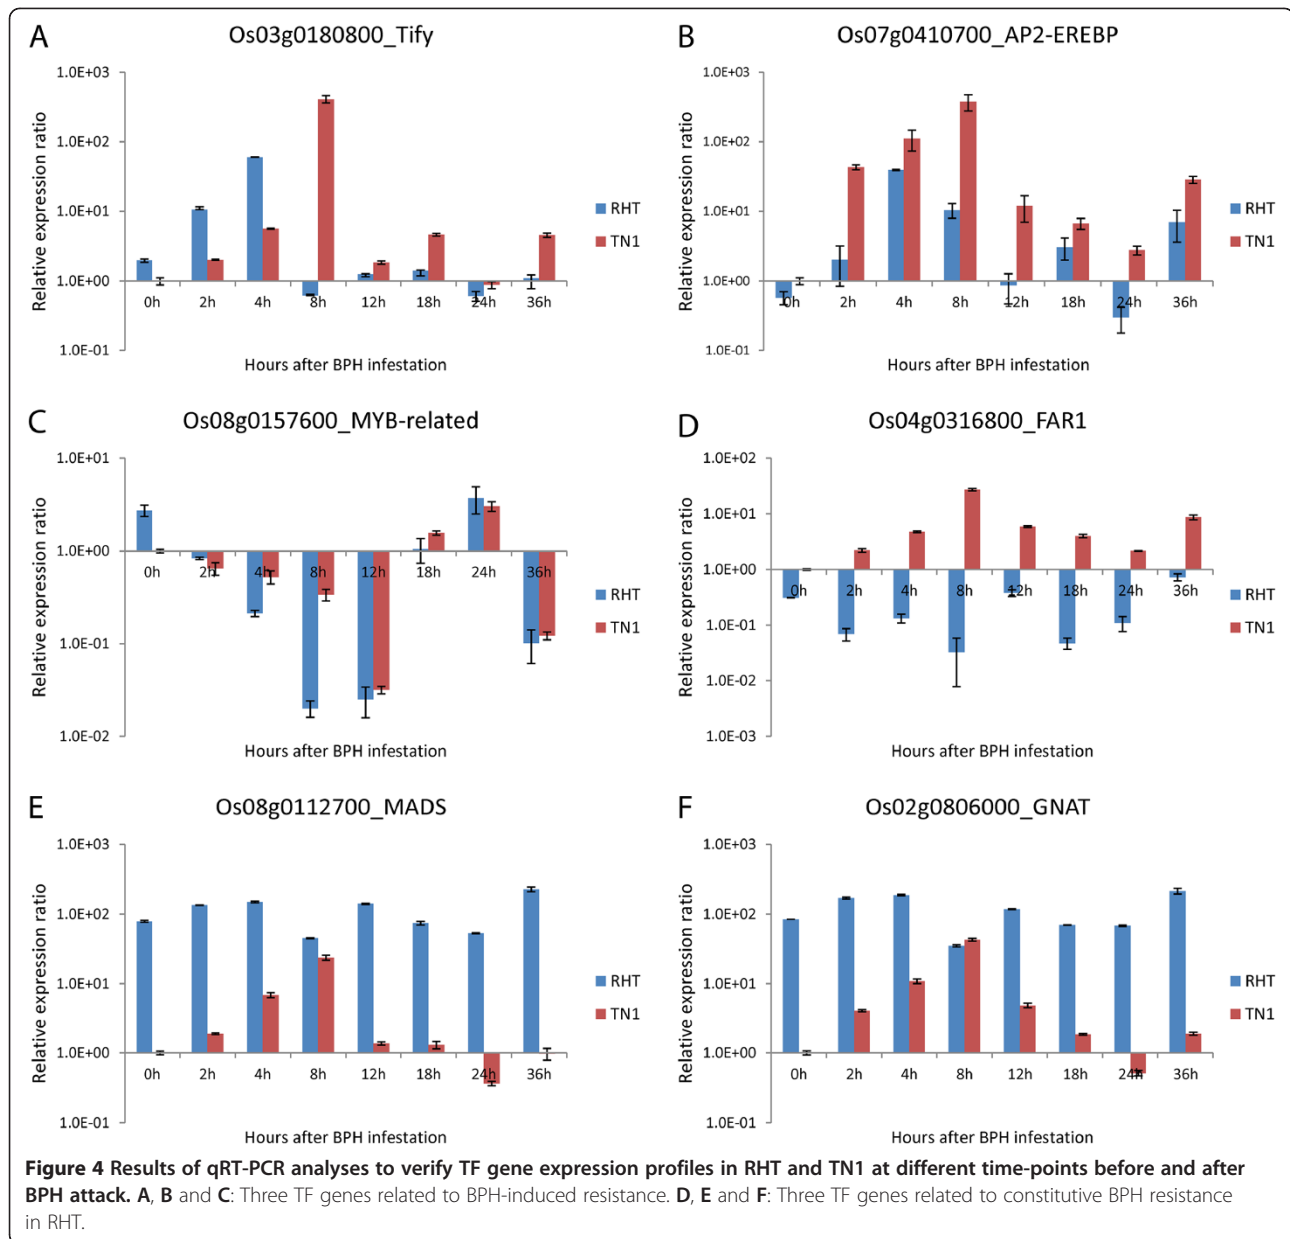 A
Os03g0180800_Tify
1.0E+03
1.0E+02
1.0E+01
1.0E+00
1.0E-01
Relative expression ratio
0h 2h 4h 8h 12h 18h 24h 36h
Hours after BPH infestation
RHT
TN1
B
Os07g0410700_AP2-EREBP
1.0E+03
1.0E+02
1.0E+01
1.0E+00
1.0E-01
Relative expression ratio
0h 2h 4h 8h 12h 18h 24h 36h
Hours after BPH infestation
RHT
TN1
C
Os08g0157600_MYB-related
1.0E+01
1.0E+00
1.0E-01
1.0E-02
Relative expression ratio
0h 2h 4h 8h 12h 18h 24h 36h
Hours after BPH infestation
RHT
TN1
D
Os04g0316800_FAR1
1.0E+02
1.0E+01
1.0E+00
1.0E-01
1.0E-02
1.0E-03
Relative expression ratio
0h 2h 4h 8h 12h 18h 24h 36h
Hours after BPH infestation
RHT
TN1
E
Os08g0112700_MADS
1.0E+03
1.0E+02
1.0E+01
1.0E+00
1.0E-01
Relative expression ratio
0h 2h 4h 8h 12h 18h 24h 36h
Hours after BPH infestation
RHT
TN1
F
Os02g0806000_GNAT
1.0E+03
1.0E+02
1.0E+01
1.0E+00
1.0E-01
Relative expression ratio
0h 2h 4h 8h 12h 18h 24h 36h
Hours after BPH infestation
RHT
TN1
Figure 4 Results of qRT-PCR analyses to verify TF gene expression profiles in RHT and TN1 at different time-points before and after
BPH attack. A, B and C: Three TF genes related to BPH-induced resistance. D, E and F: Three TF genes related to constitutive BPH resistance
in RHT.